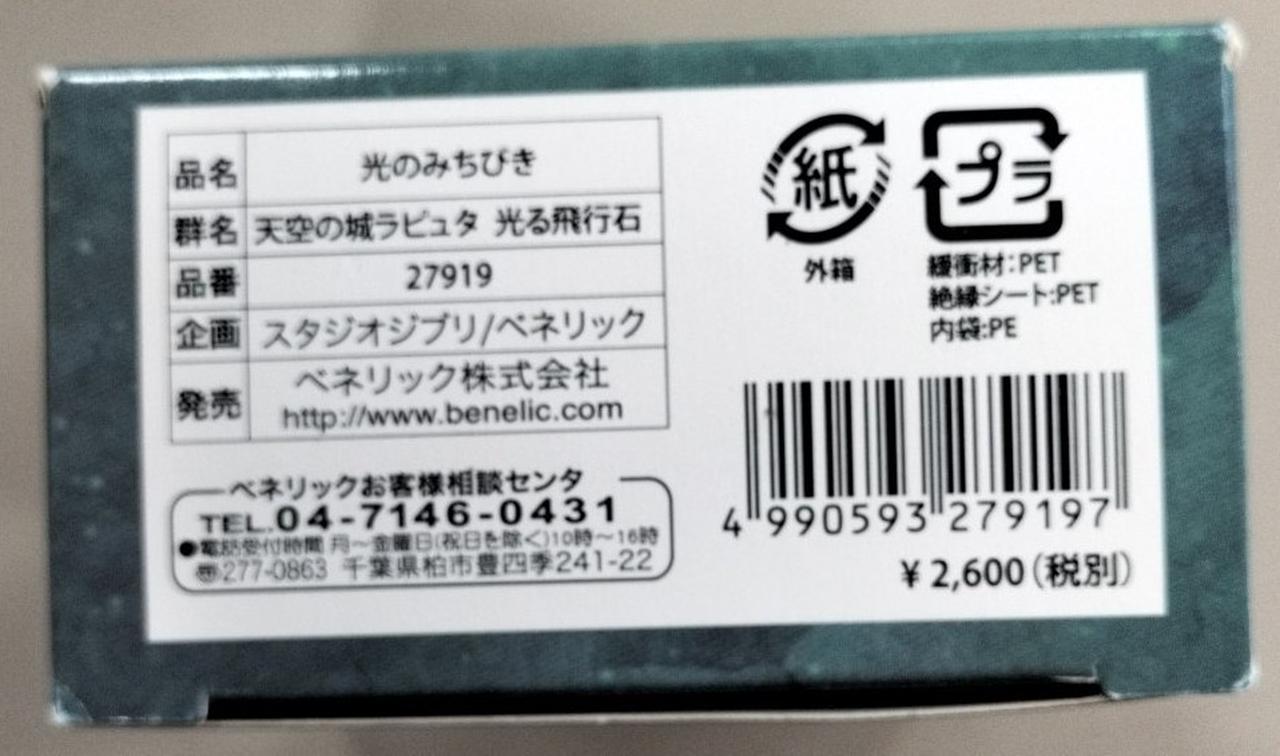 品名 光のみちびき
群名 天空の城ラピュタ 光る飛行石
品番 27919
企画 スタジオジブリ/ベネリック
発売 ベネリック株式会社
http://www.benelic.com
ベネリックお客様相談センタ
TEL.04-7146-0431
●電話受付時間 月〜金曜日(祝日を除く)10時〜16時
〠277-0863 千葉県柏市豊四季241-22
紙
外箱
プラ
緩衝材:PET
絶縁シート:PET
内袋:PE
4 990593 279197
¥2,600(税別)